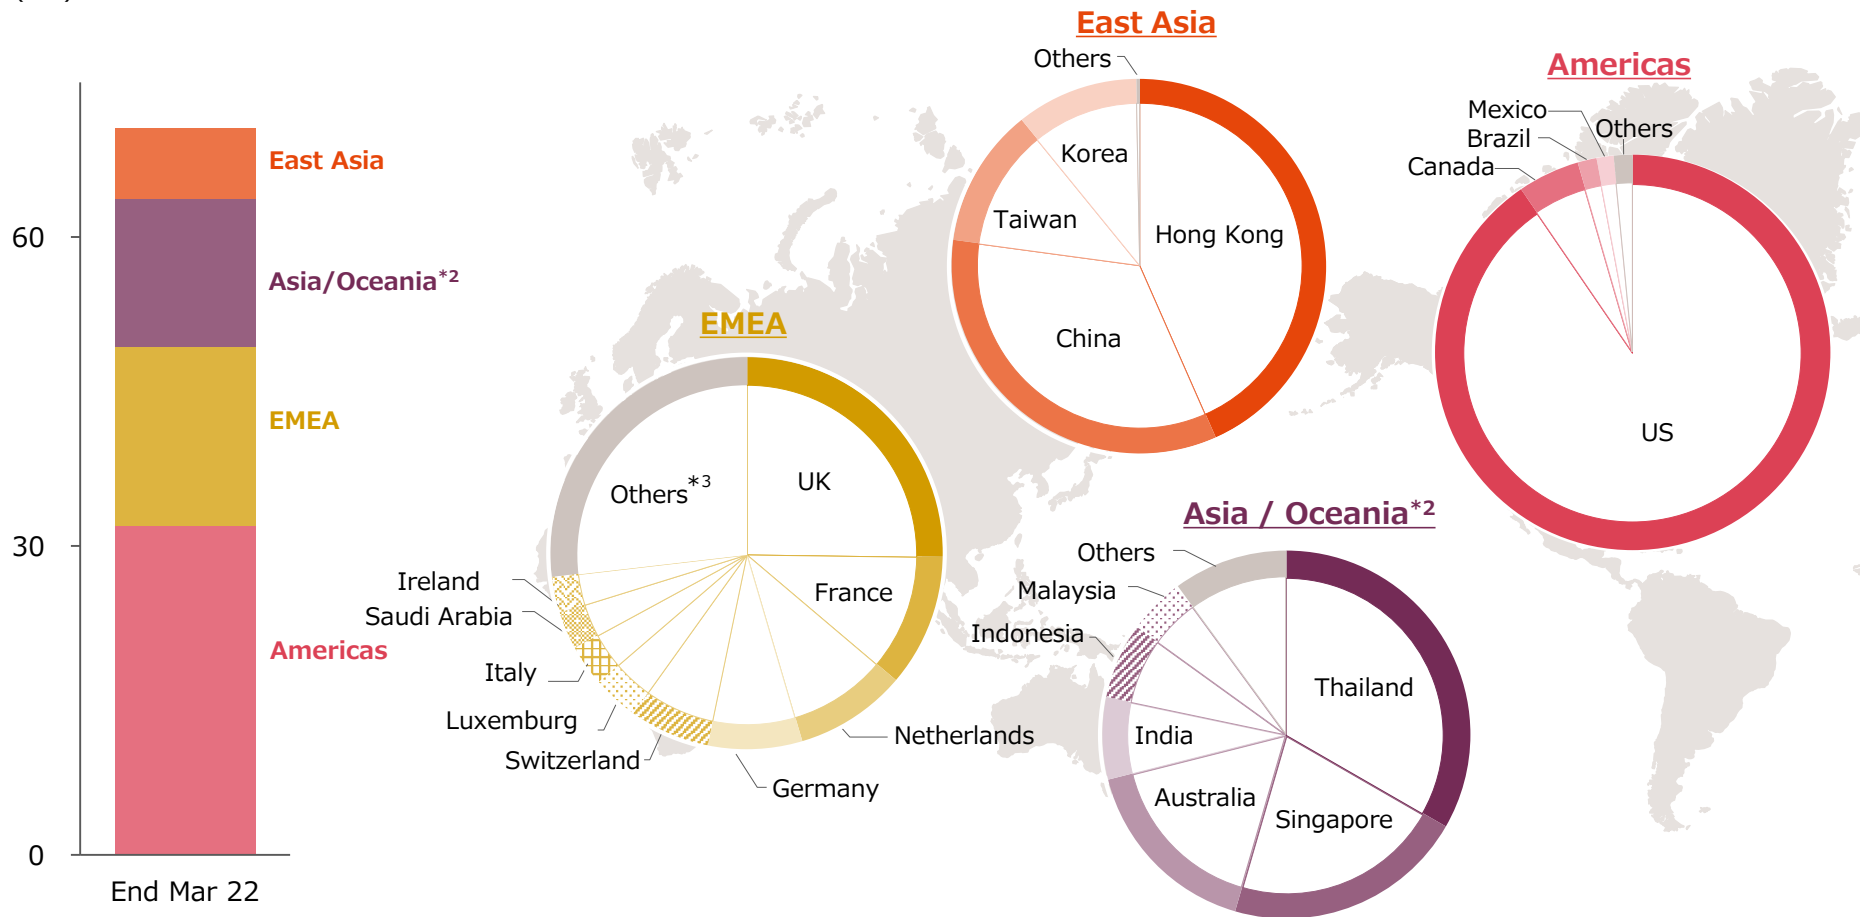 60
30
0
End Mar 22
East Asia
Asia/Oceania*2
EMEA
Americas
East Asia
Others
Korea
Taiwan
Hong Kong
China
Americas
Mexico
Brazil
Others
Canada
US
EMEA
Others*3
UK
France
Ireland
Saudi Arabia
Italy
Luxemburg
Switzerland
Germany
Netherlands
Asia / Oceania*2
Others
Malaysia
Indonesia
Thailand
India
Australia
Singapore